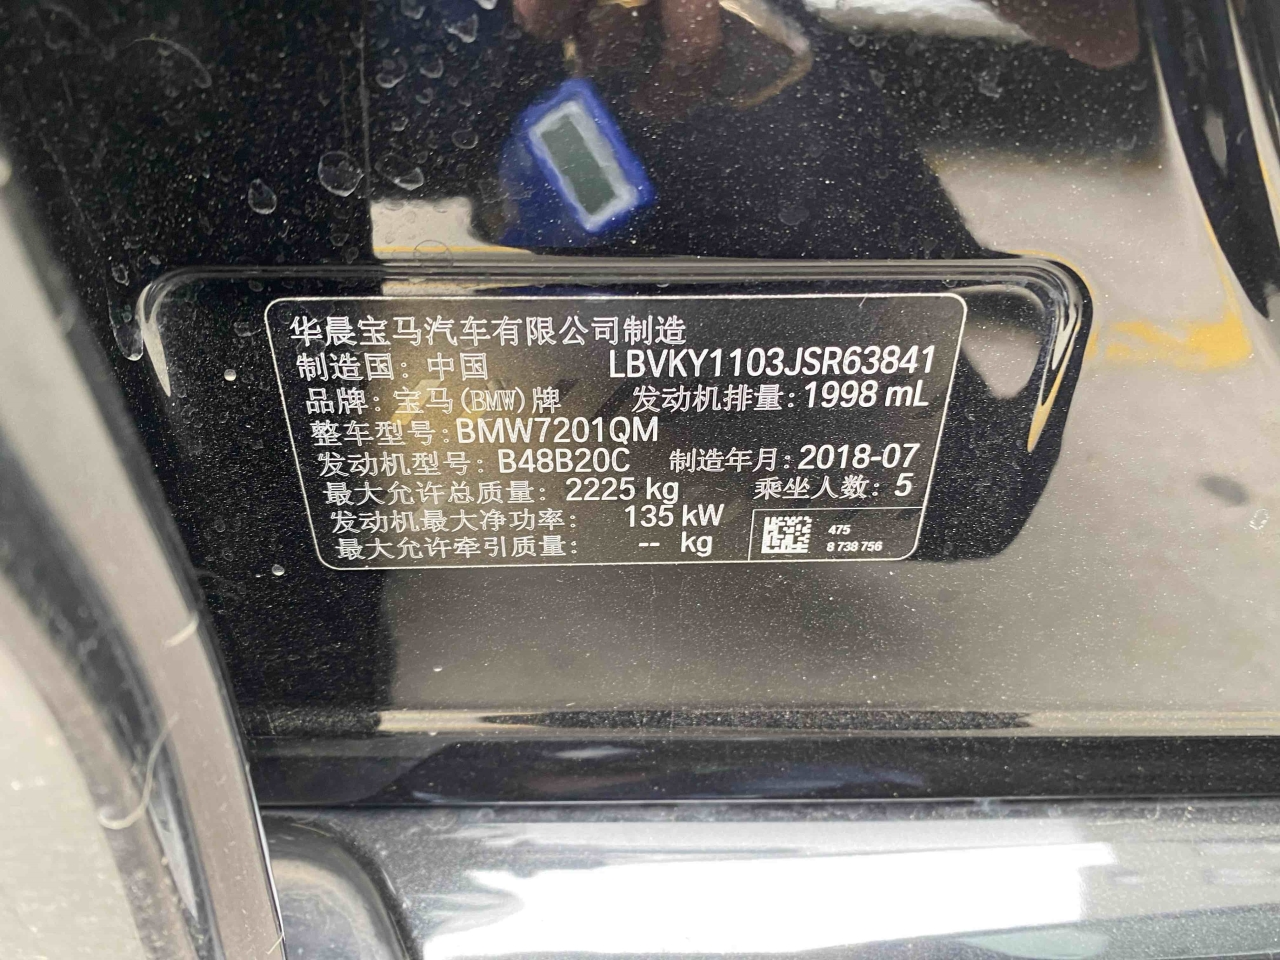 华晨宝马汽车有限公司制造
制造国: 中国 LBVKY1103JSR63841
品牌: 宝马(BMW)牌 发动机排量: 1998 mL
整车型号: BMW7201QM
发动机型号: B48B20C 制造年月: 2018-07
最大允许总质量: 2225 kg 乘坐人数: 5
发动机最大净功率: 135 kW
最大允许牵引质量: -- kg
475
8 738 756